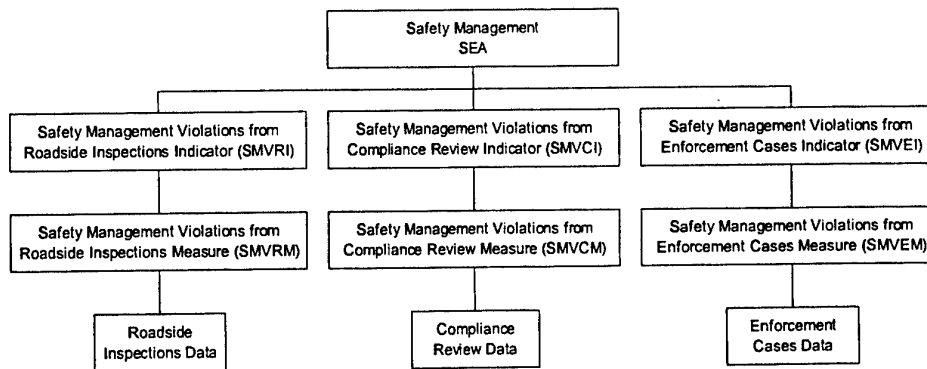 Safety Management
SEA
Safety Management Violations from
Roadside Inspections Indicator (SMVRI)
Safety Management Violations from
Compliance Review Indicator (SMVCI)
Safety Management Violations from
Enforcement Cases Indicator (SMVEI)
Safety Management Violations from
Roadside Inspections Measure (SMVRM)
Safety Management Violations from
Compliance Review Measure (SMVCM)
Safety Management Violations from
Enforcement Cases Measure (SMVEM)
Roadside
Inspections Data
Compliance
Review Data
Enforcement
Cases Data